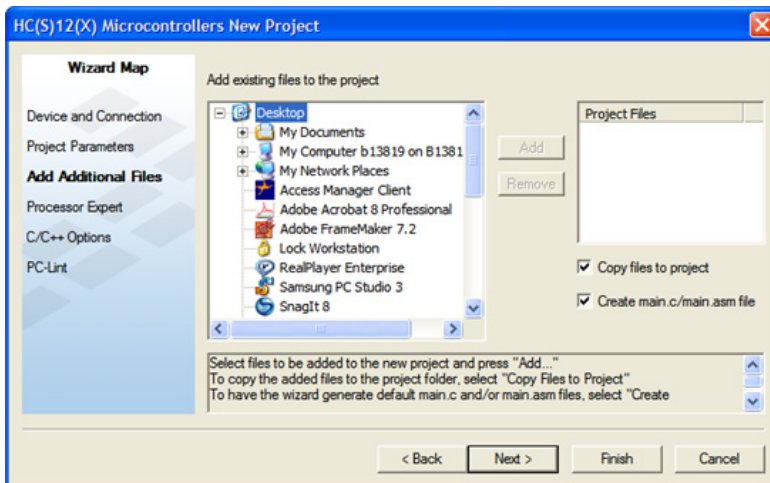 HC(S)12(X) Microcontrollers New Project
Wizard Map
Device and Connection
Project Parameters
Add Additional Files
Processor Expert
C/C++ Options
PC-Lint
Add existing files to the project
Desktop
My Documents
My Computer b13819 on B1381
My Network Places
Access Manager Client
Adobe Acrobat 8 Professional
Adobe FrameMaker 7.2
Lock Workstation
RealPlayer Enterprise
Samsung PC Studio 3
SnagIt 8
Add
Remove
Project Files
Copy files to project
Create main.c/main.asm file
Select files to be added to the new project and press "Add..."
To copy the added files to the project folder, select "Copy Files to Project"
To have the wizard generate default main.c and/or main.asm files, select "Create
< Back
Next >
Finish
Cancel